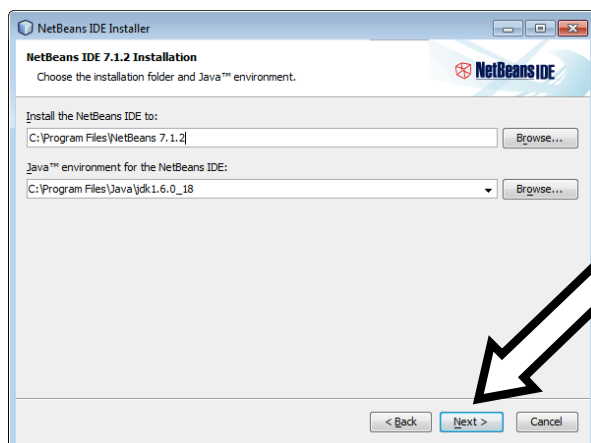 NetBeans IDE Installer
NetBeans IDE 7.1.2 Installation
Choose the installation folder and Java™ environment.
NetBeans IDE
Install the NetBeans IDE to:
C:\Program Files\NetBeans 7.1.2
Browse...
Java™ environment for the NetBeans IDE:
C:\Program Files\Java\jdk1.6.0_18
Browse...
< Back
Next >
Cancel